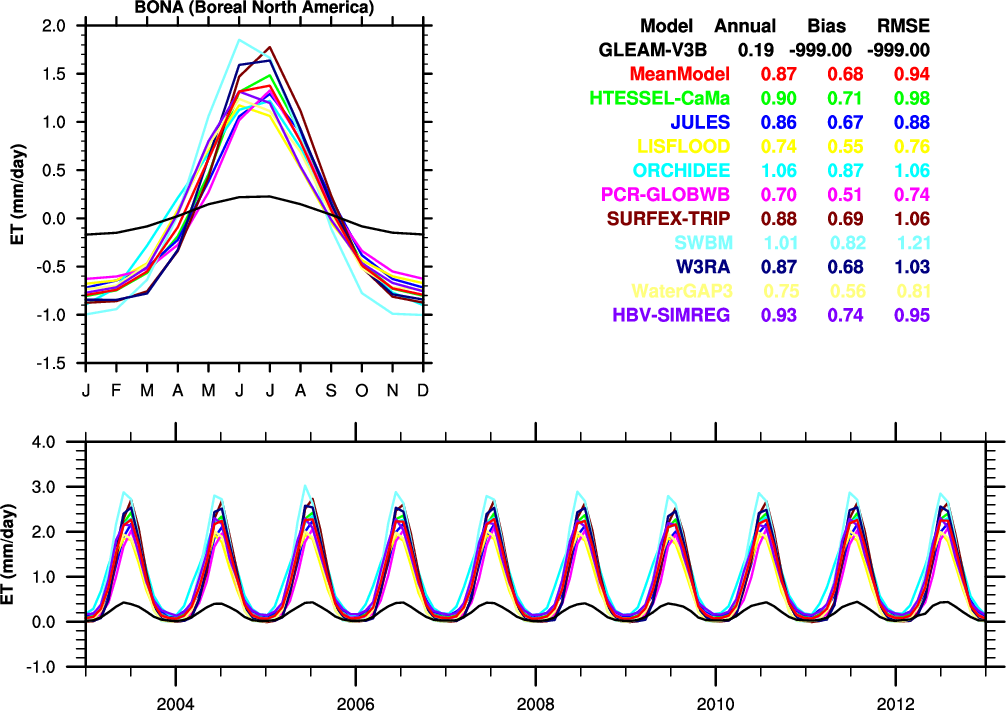 BONA (Boreal North America)
Model Annual Bias RMSE
GLEAM-V3B 0.19 -999.00 -999.00
MeanModel 0.87 0.68 0.94
HTESSEL-CaMa 0.90 0.71 0.98
JULES 0.86 0.67 0.88
LISFLOOD 0.74 0.55 0.76
ORCHIDEE 1.06 0.87 1.06
PCR-GLOBWB 0.70 0.51 0.74
SURFEX-TRIP 0.88 0.69 1.06
SWBM 1.01 0.82 1.21
W3RA 0.87 0.68 1.03
WaterGAP3 0.75 0.56 0.81
HBV-SIMREG 0.93 0.74 0.95
ET (mm/day)
2.0
1.5
1.0
0.5
0.0
-0.5
-1.0
-1.5
J F M A M J J A S O N D
ET (mm/day)
4.0
3.0
2.0
1.0
0.0
-1.0
2004 2006 2008 2010 2012